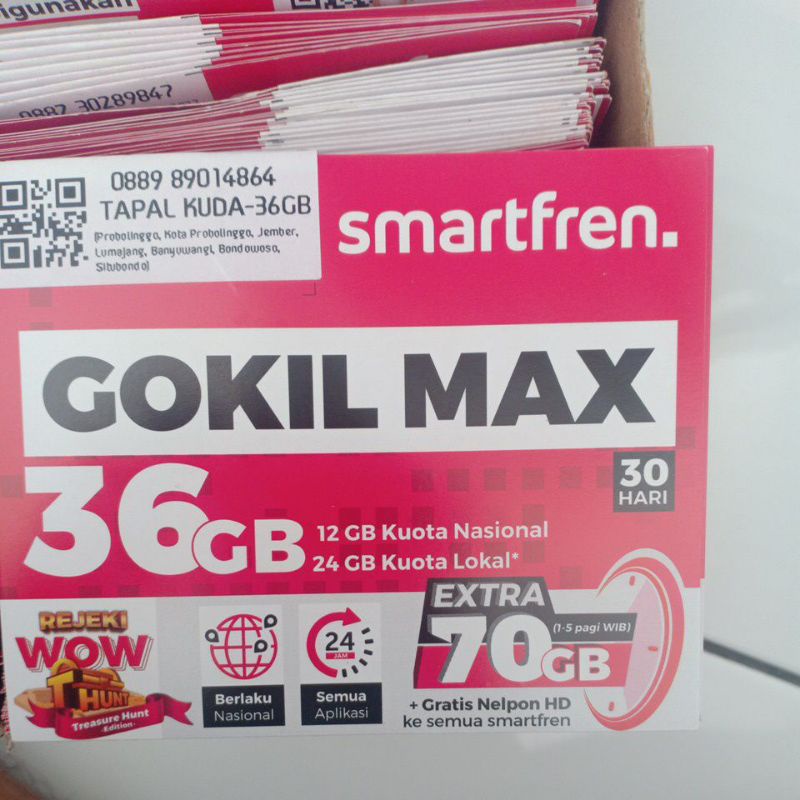 igunakan
0887 30289847
0889 89014864
TAPAL KUDA-36GB
(Probolinggo, Kota Probolinggo, Jember,
Lumajang, Banyuwangi, Bondowoso,
Situbondo)
smartfren.
GOKIL MAX
30
HARI
36GB
12 GB Kuota Nasional
24 GB Kuota Lokal*
EXTRA
70GB
(1-5 pagi WIB)
+ Gratis Nelpon HD
ke semua smartfren
REJEKI
WOW
THUNT
Treasure Hunt
-Edition-
Berlaku
Nasional
24
JAM
Semua
Aplikasi